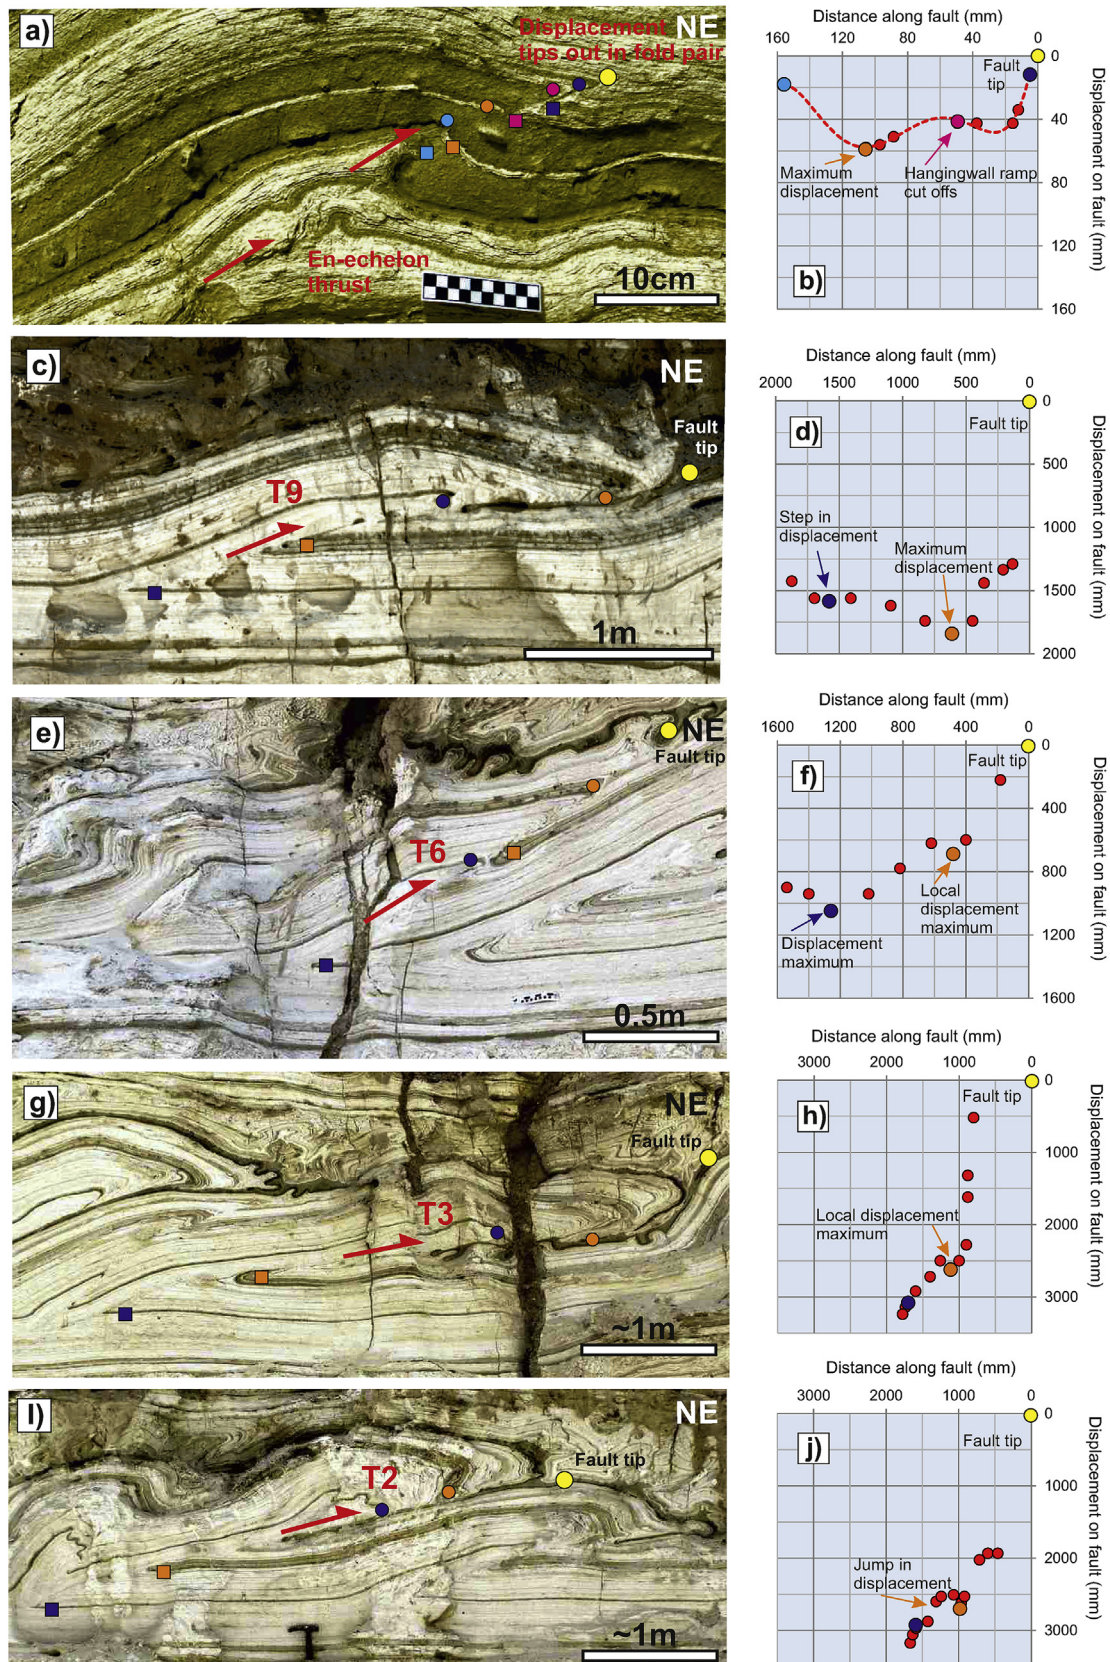 a)
Displacement
tips out in fold pair
NE
En-echelon
thrust
10cm
Distance along fault (mm)
160 120 80 40 0
0
40
80
120
160
Displacement on fault (mm)
Fault
tip
Maximum
displacement
Hangingwall ramp
cut offs
b)
c)
NE
Fault
tip
T9
1m
Distance along fault (mm)
2000 1500 1000 500 0
0
500
1000
1500
2000
Displacement on fault (mm)
d)
Fault tip
Step in
displacement
Maximum
displacement
e)
NE
Fault tip
T6
0.5m
Distance along fault (mm)
1600 1200 800 400 0
0
400
800
1200
1600
Displacement on fault (mm)
f)
Fault tip
Local
displacement
maximum
Displacement
maximum
g)
NE
Fault tip
T3
~1m
Distance along fault (mm)
3000 2000 1000 0
0
1000
2000
3000
Displacement on fault (mm)
h)
Fault tip
Local displacement
maximum
I)
NE
Fault tip
T2
~1m
Distance along fault (mm)
3000 2000 1000 0
0
1000
2000
3000
Displacement on fault (mm)
j)
Fault tip
Jump in
displacement